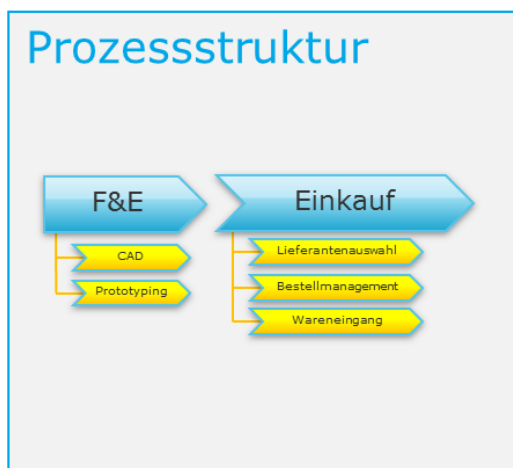 Prozessstruktur
F&E
CAD
Prototyping
Einkauf
Lieferantenauswahl
Bestellmanagement
Wareneingang